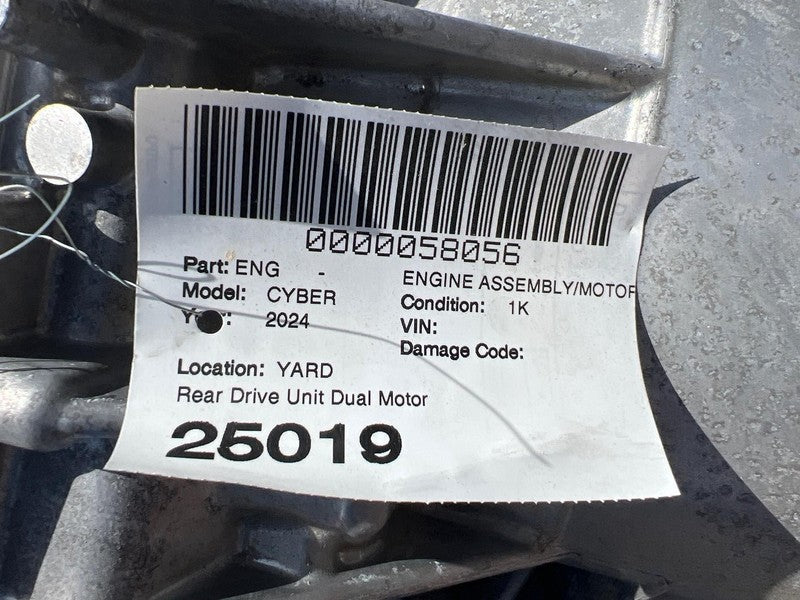 0000058056
Part: ENG - ENGINE ASSEMBLY/MOTOR
Model: CYBER Condition: 1K
2024 VIN:
Damage Code:
Location: YARD
Rear Drive Unit Dual Motor
25019